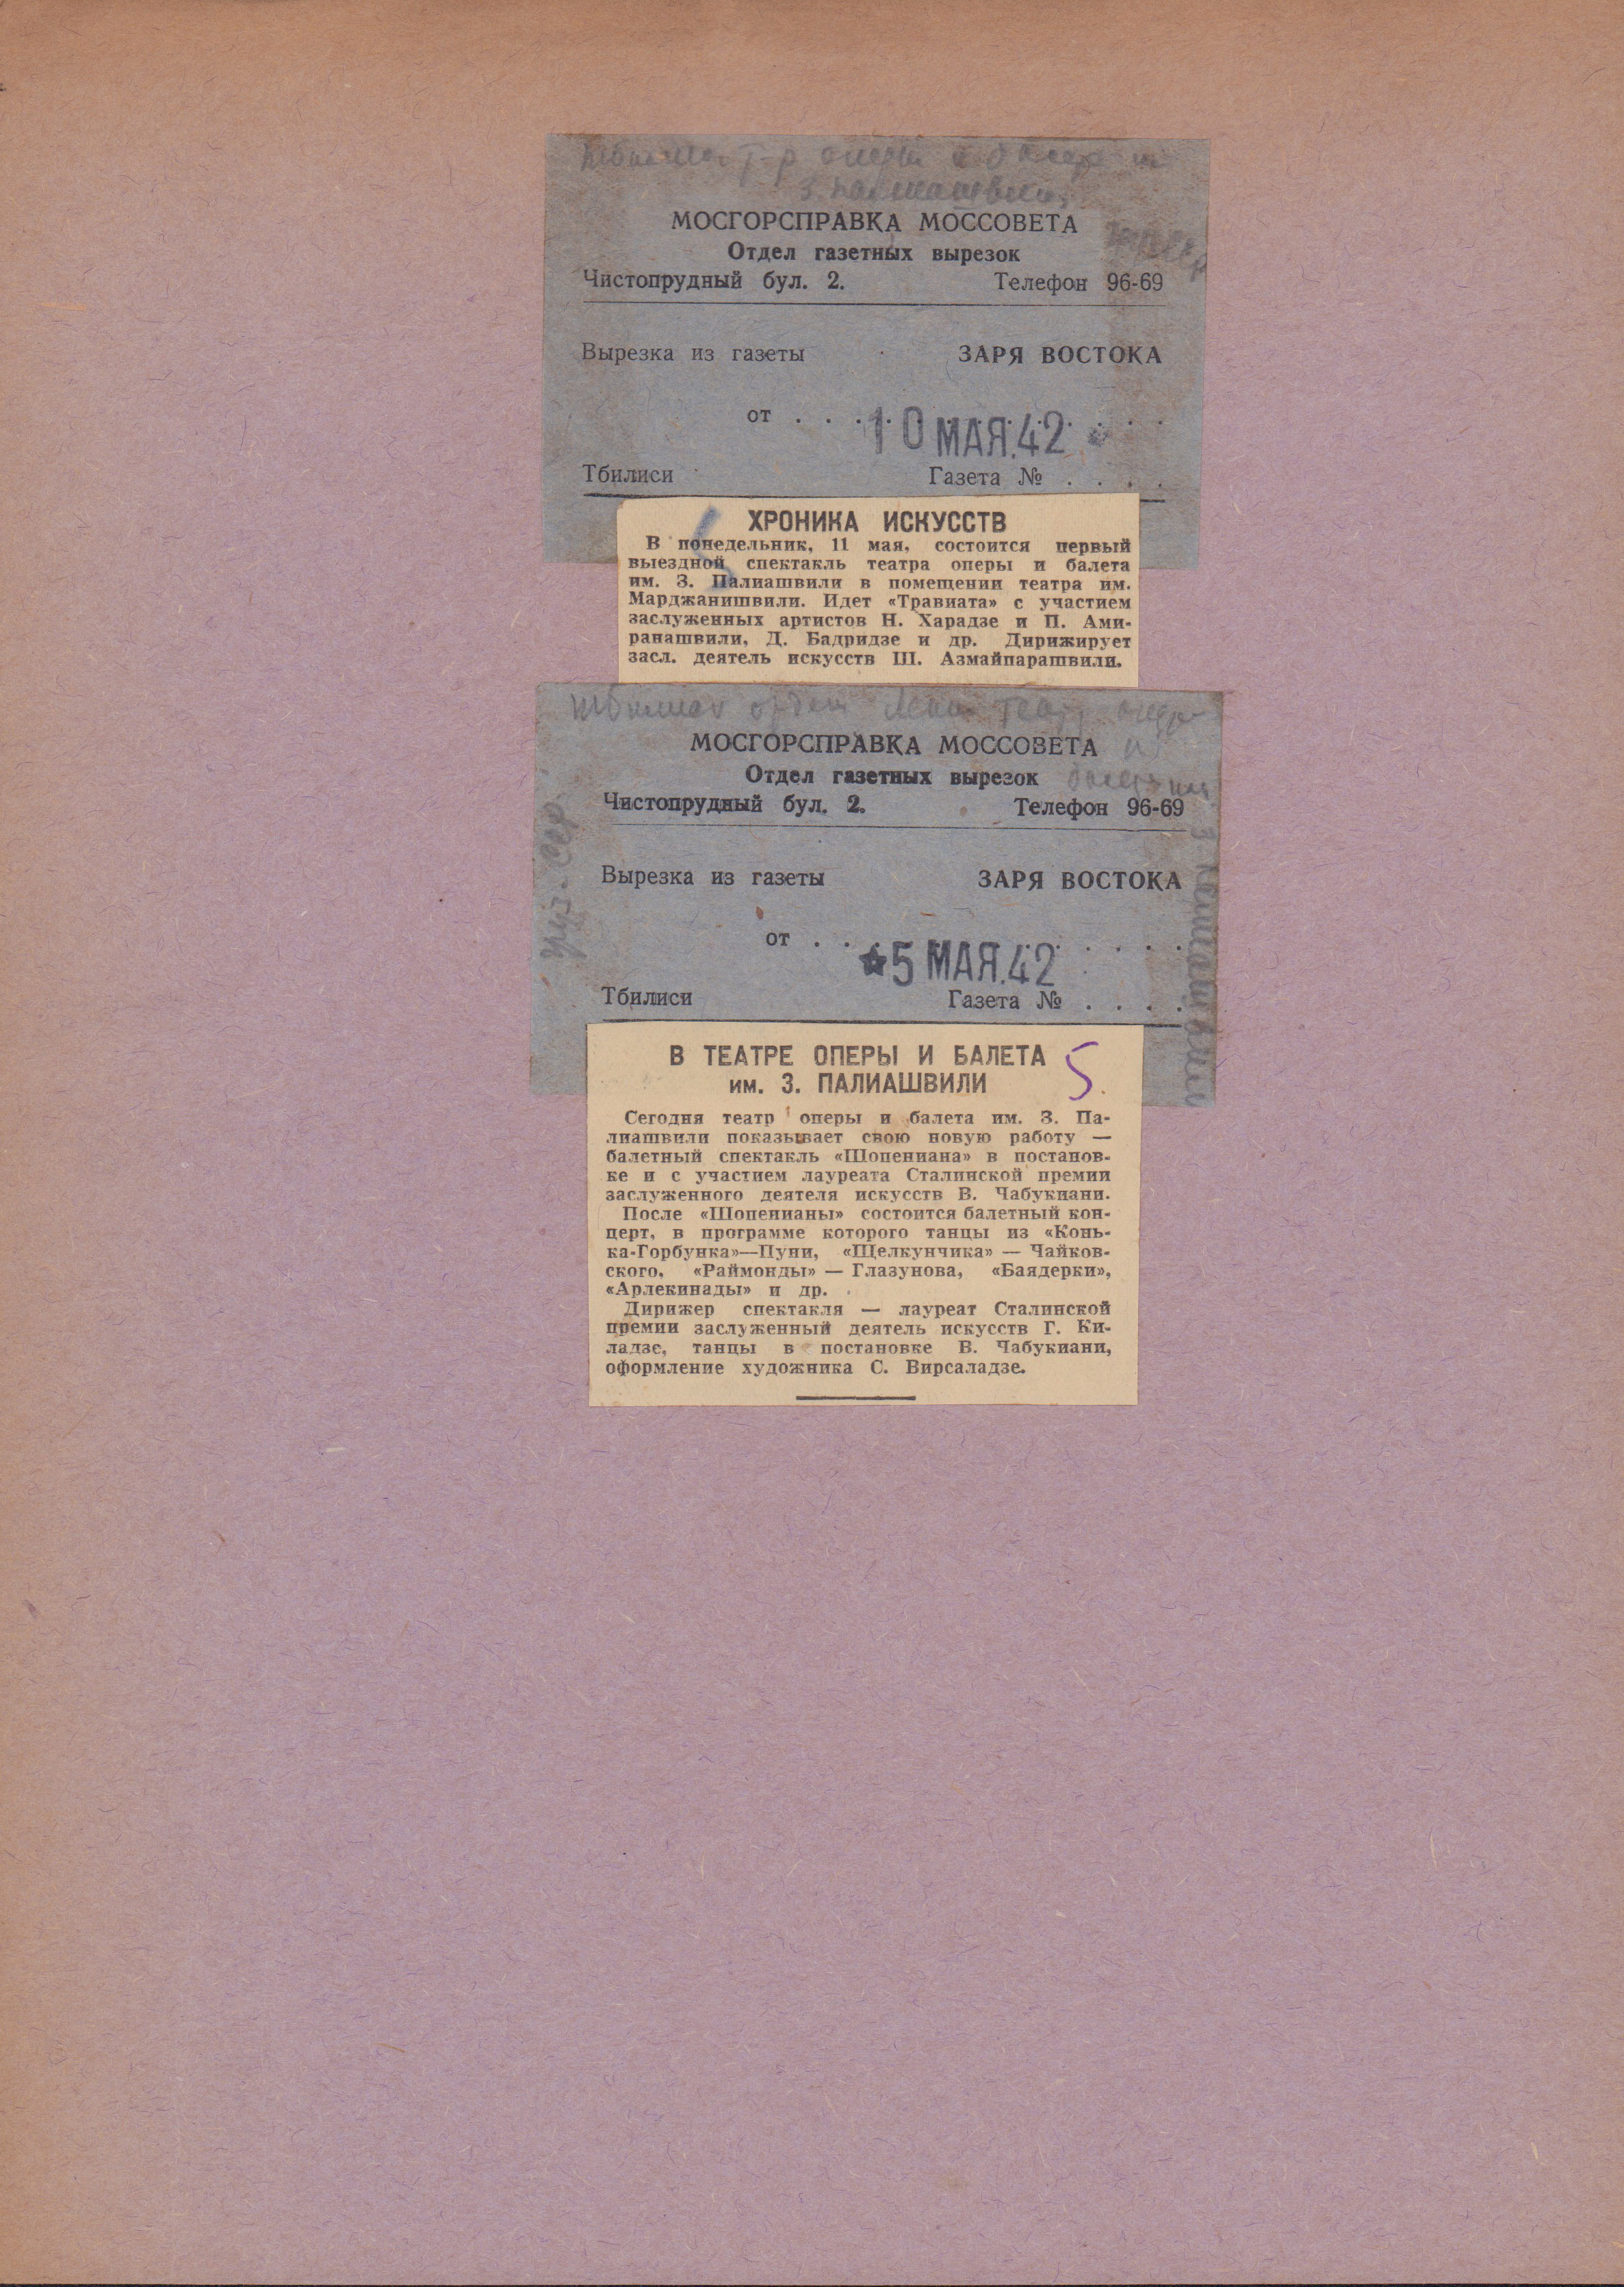 З. Палиашвили
МОСГОРСПРАВКА МОССОВЕТА
Отдел газетных вырезок
Чистопрудный бул. 2. Телефон 96-69
Вырезка из газеты ЗАРЯ ВОСТОКА
от . . . 10 МАЯ.42 . . .
Тбилиси Газета № . . . .
ХРОНИКА ИСКУССТВ
В понедельник, 11 мая, состоится первый
выездной спектакль театра оперы и балета
им. З. Палиашвили в помещении театра им.
Марджанишвили. Идет «Травиата» с участием
заслуженных артистов Н. Харадзе и П. Ами-
ранашвили, Д. Бадридзе и др. Дирижирует
засл. деятель искусств Ш. Азмайпарашвили.
МОСГОРСПРАВКА МОССОВЕТА
Отдел газетных вырезок
Чистопрудный бул. 2. Телефон 96-69
Груз. ССР.
Вырезка из газеты ЗАРЯ ВОСТОКА
от . . ★5 МАЯ.42 . . . .
Тбилиси Газета № . . . .
В ТЕАТРЕ ОПЕРЫ И БАЛЕТА 5
им. З. ПАЛИАШВИЛИ
Сегодня театр оперы и балета им. З. Па-
лиашвили показывает свою новую работу —
балетный спектакль «Шопениана» в постанов-
ке и с участием лауреата Сталинской премии
заслуженного деятеля искусств В. Чабукиани.
После «Шопенианы» состоится балетный кон-
церт, в программе которого танцы из «Конь-
ка-Горбунка»—Пуни, «Щелкунчика» — Чайков-
ского, «Раймонды» — Глазунова, «Баядерки»,
«Арлекинады» и др.
Дирижер спектакля — лауреат Сталинской
премии заслуженный деятель искусств Г. Ки-
ладзе, танцы в постановке В. Чабукиани,
оформление художника С. Вирсаладзе.